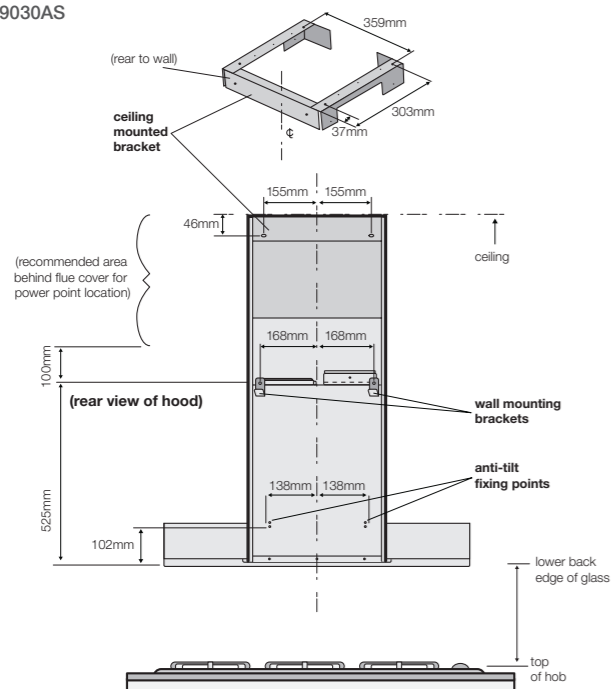 9030AS
359mm
(rear to wall)
303mm
37mm
ceiling
mounted
bracket
155mm
155mm
46mm
ceiling
(recommended area
behind flue cover for
power point location)
168mm
168mm
100mm
(rear view of hood)
wall mounting
brackets
anti-tilt
fixing points
138mm
138mm
525mm
102mm
lower back
edge of glass
top
of hob